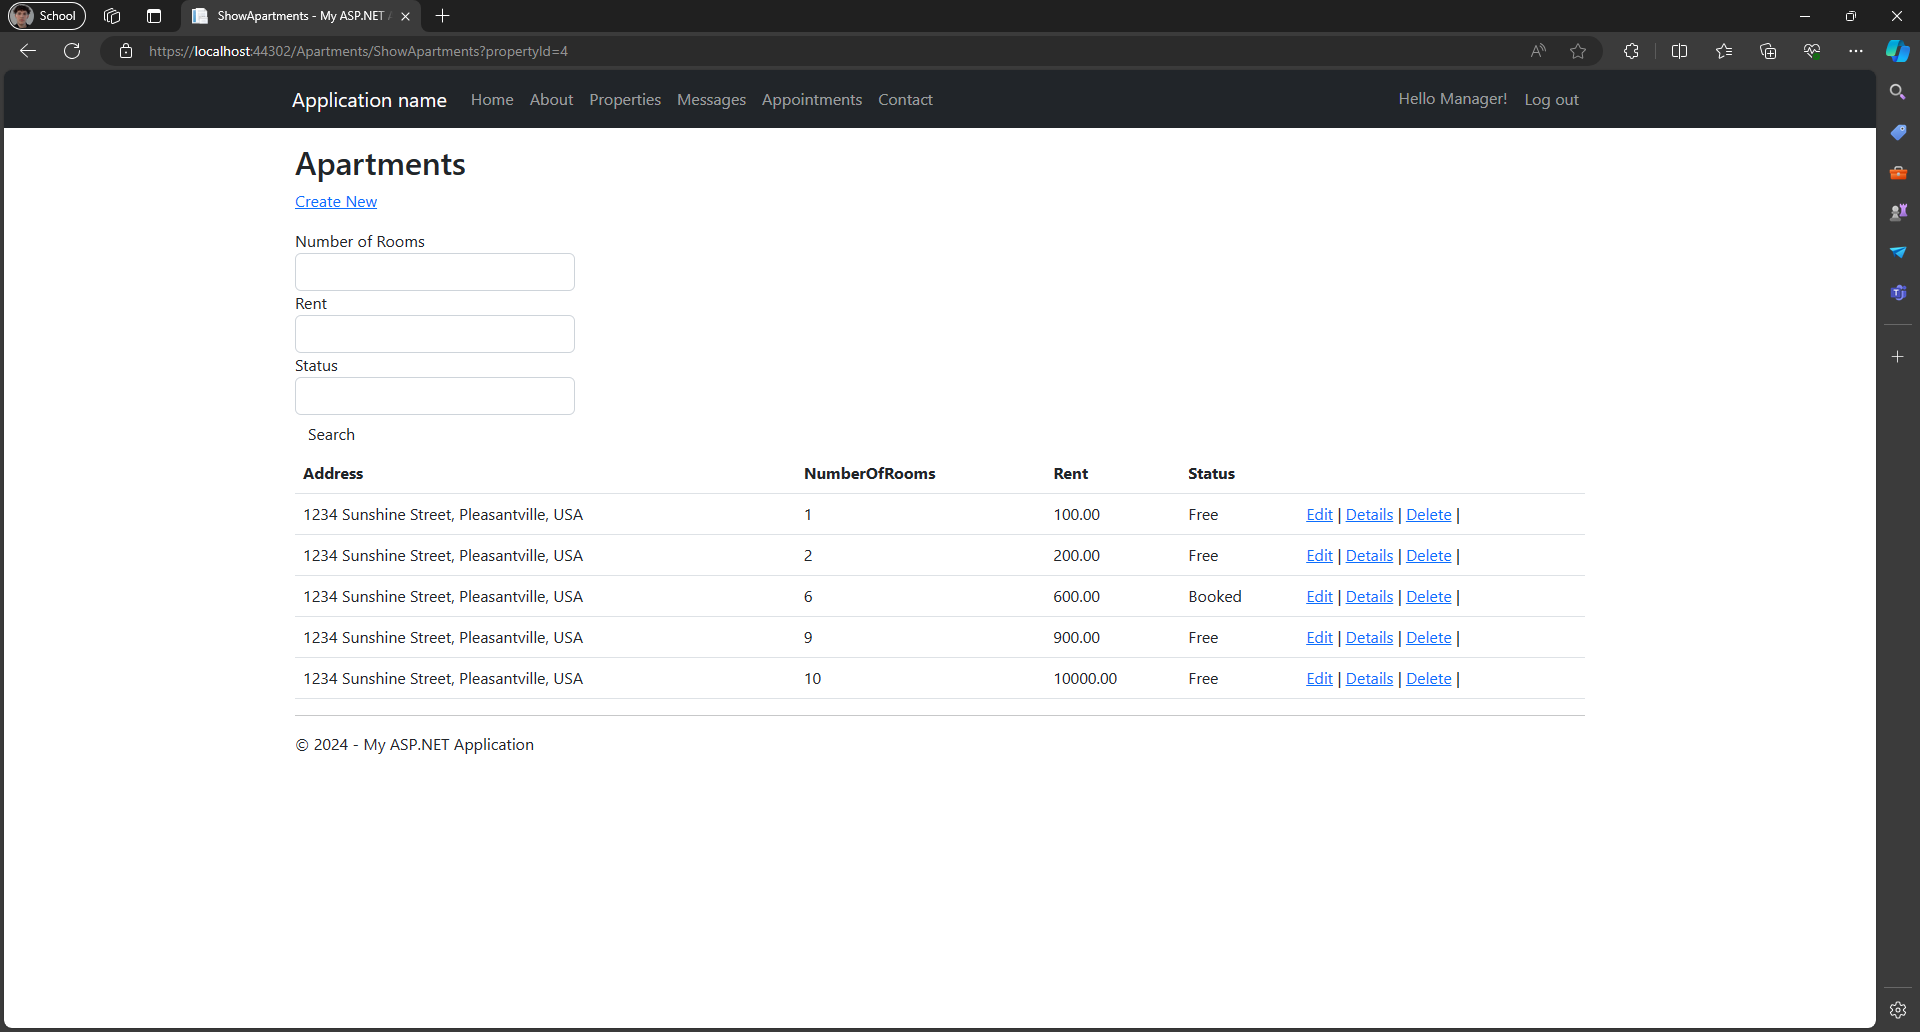 School
ShowApartments - My ASP.NET
https://localhost:44302/Apartments/ShowApartments?propertyId=4
Application name Home About Properties Messages Appointments Contact Hello Manager! Log out
Apartments
Create New
Number of Rooms
Rent
Status
Search
Address NumberOfRooms Rent Status
1234 Sunshine Street, Pleasantville, USA 1 100.00 Free Edit | Details | Delete |
1234 Sunshine Street, Pleasantville, USA 2 200.00 Free Edit | Details | Delete |
1234 Sunshine Street, Pleasantville, USA 6 600.00 Booked Edit | Details | Delete |
1234 Sunshine Street, Pleasantville, USA 9 900.00 Free Edit | Details | Delete |
1234 Sunshine Street, Pleasantville, USA 10 10000.00 Free Edit | Details | Delete |
© 2024 - My ASP.NET Application